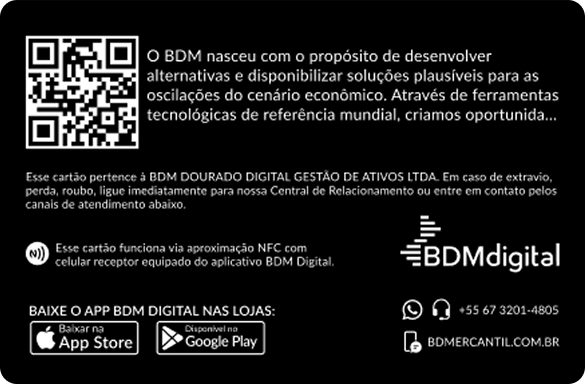 O BDM nasceu com o propósito de desenvolver
alternativas e disponibilizar soluções plausíveis para as
oscilações do cenário econômico. Através de ferramentas
tecnológicas de referência mundial, criamos oportunida...
Esse cartão pertence à BDM DOURADO DIGITAL GESTÃO DE ATIVOS LTDA. Em caso de extravio,
perda, roubo, ligue imediatamente para nossa Central de Relacionamento ou entre em contato pelos
canais de atendimento abaixo.
Esse cartão funciona via aproximação NFC com
celular receptor equipado do aplicativo BDM Digital.
BDMdigital
BAIXE O APP BDM DIGITAL NAS LOJAS:
Baixar na
App Store
Disponível no
Google Play
+55 67 3201-4805
BDMERCANTIL.COM.BR